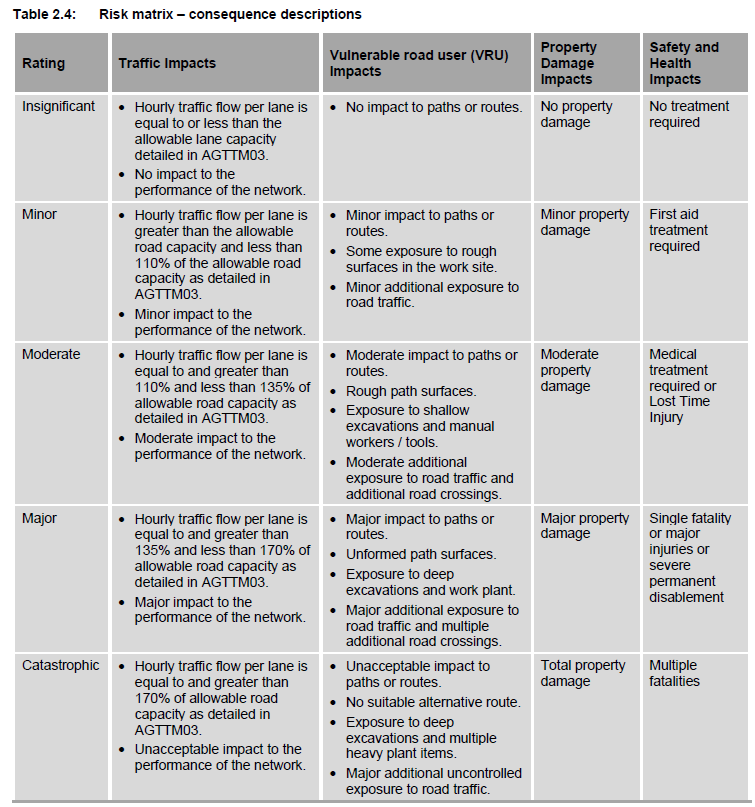 Table 2.4: Risk matrix – consequence descriptions
Rating
Traffic Impacts
Vulnerable road user (VRU)
Impacts
Property
Damage
Impacts
Safety and
Health
Impacts
Insignificant
• Hourly traffic flow per lane is
equal to or less than the
allowable lane capacity
detailed in AGTTM03.
• No impact to the
performance of the network.
• No impact to paths or routes.
No property
damage
No treatment
required
Minor
• Hourly traffic flow per lane is
greater than the allowable
road capacity and less than
110% of the allowable road
capacity as detailed in
AGTTM03.
• Minor impact to the
performance of the network.
• Minor impact to paths or
routes.
• Some exposure to rough
surfaces in the work site.
• Minor additional exposure to
road traffic.
Minor property
damage
First aid
treatment
required
Moderate
• Hourly traffic flow per lane is
equal to and greater than
110% and less than 135% of
allowable road capacity as
detailed in AGTTM03.
• Moderate impact to the
performance of the network.
• Moderate impact to paths or
routes.
• Rough path surfaces.
• Exposure to shallow
excavations and manual
workers / tools.
• Moderate additional
exposure to road traffic and
additional road crossings.
Moderate
property
damage
Medical
treatment
required or
Lost Time
Injury
Major
• Hourly traffic flow per lane is
equal to and greater than
135% and less than 170% of
allowable road capacity as
detailed in AGTTM03.
• Major impact to the
performance of the network.
• Major impact to paths or
routes.
• Unformed path surfaces.
• Exposure to deep
excavations and work plant.
• Major additional exposure to
road traffic and multiple
additional road crossings.
Major property
damage
Single fatality
or major
injuries or
severe
permanent
disablement
Catastrophic
• Hourly traffic flow per lane is
equal to and greater than
170% of allowable road
capacity as detailed in
AGTTM03.
• Unacceptable impact to the
performance of the network.
• Unacceptable impact to
paths or routes.
• No suitable alternative route.
• Exposure to deep
excavations and multiple
heavy plant items.
• Major additional uncontrolled
exposure to road traffic.
Total property
damage
Multiple
fatalities